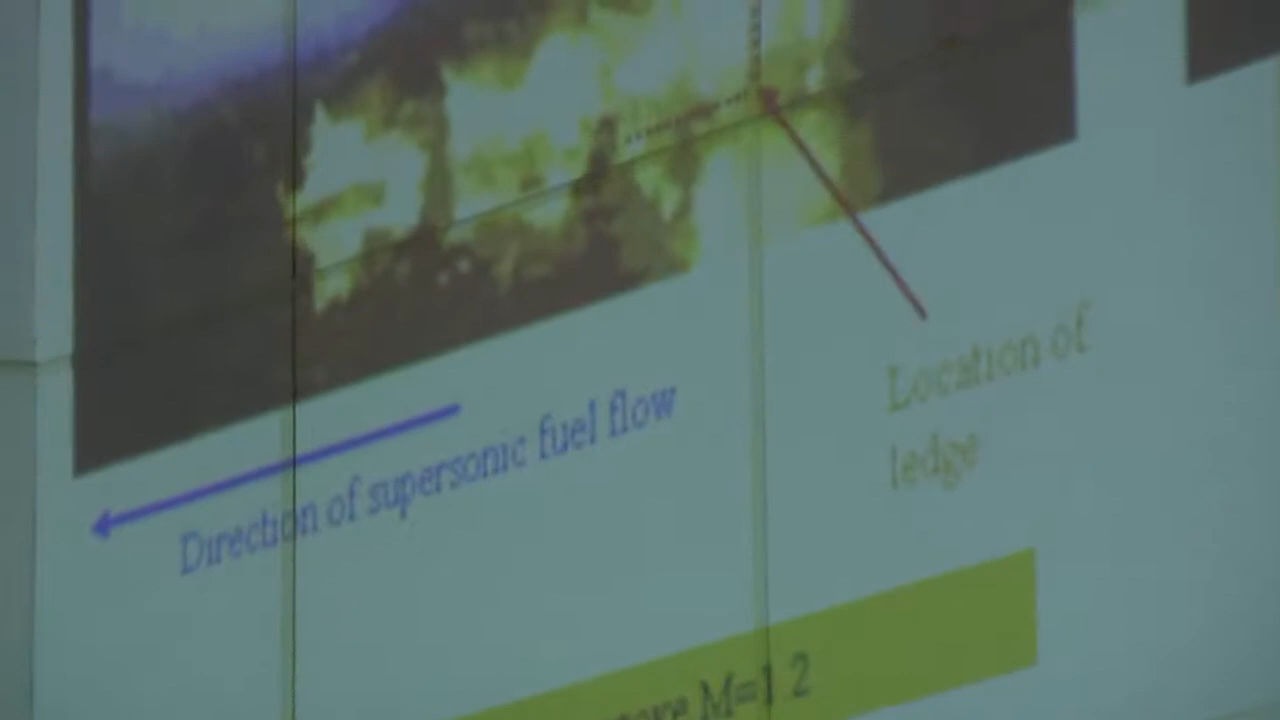 Direction of supersonic fuel flow
Location of
ledge
M=1.2